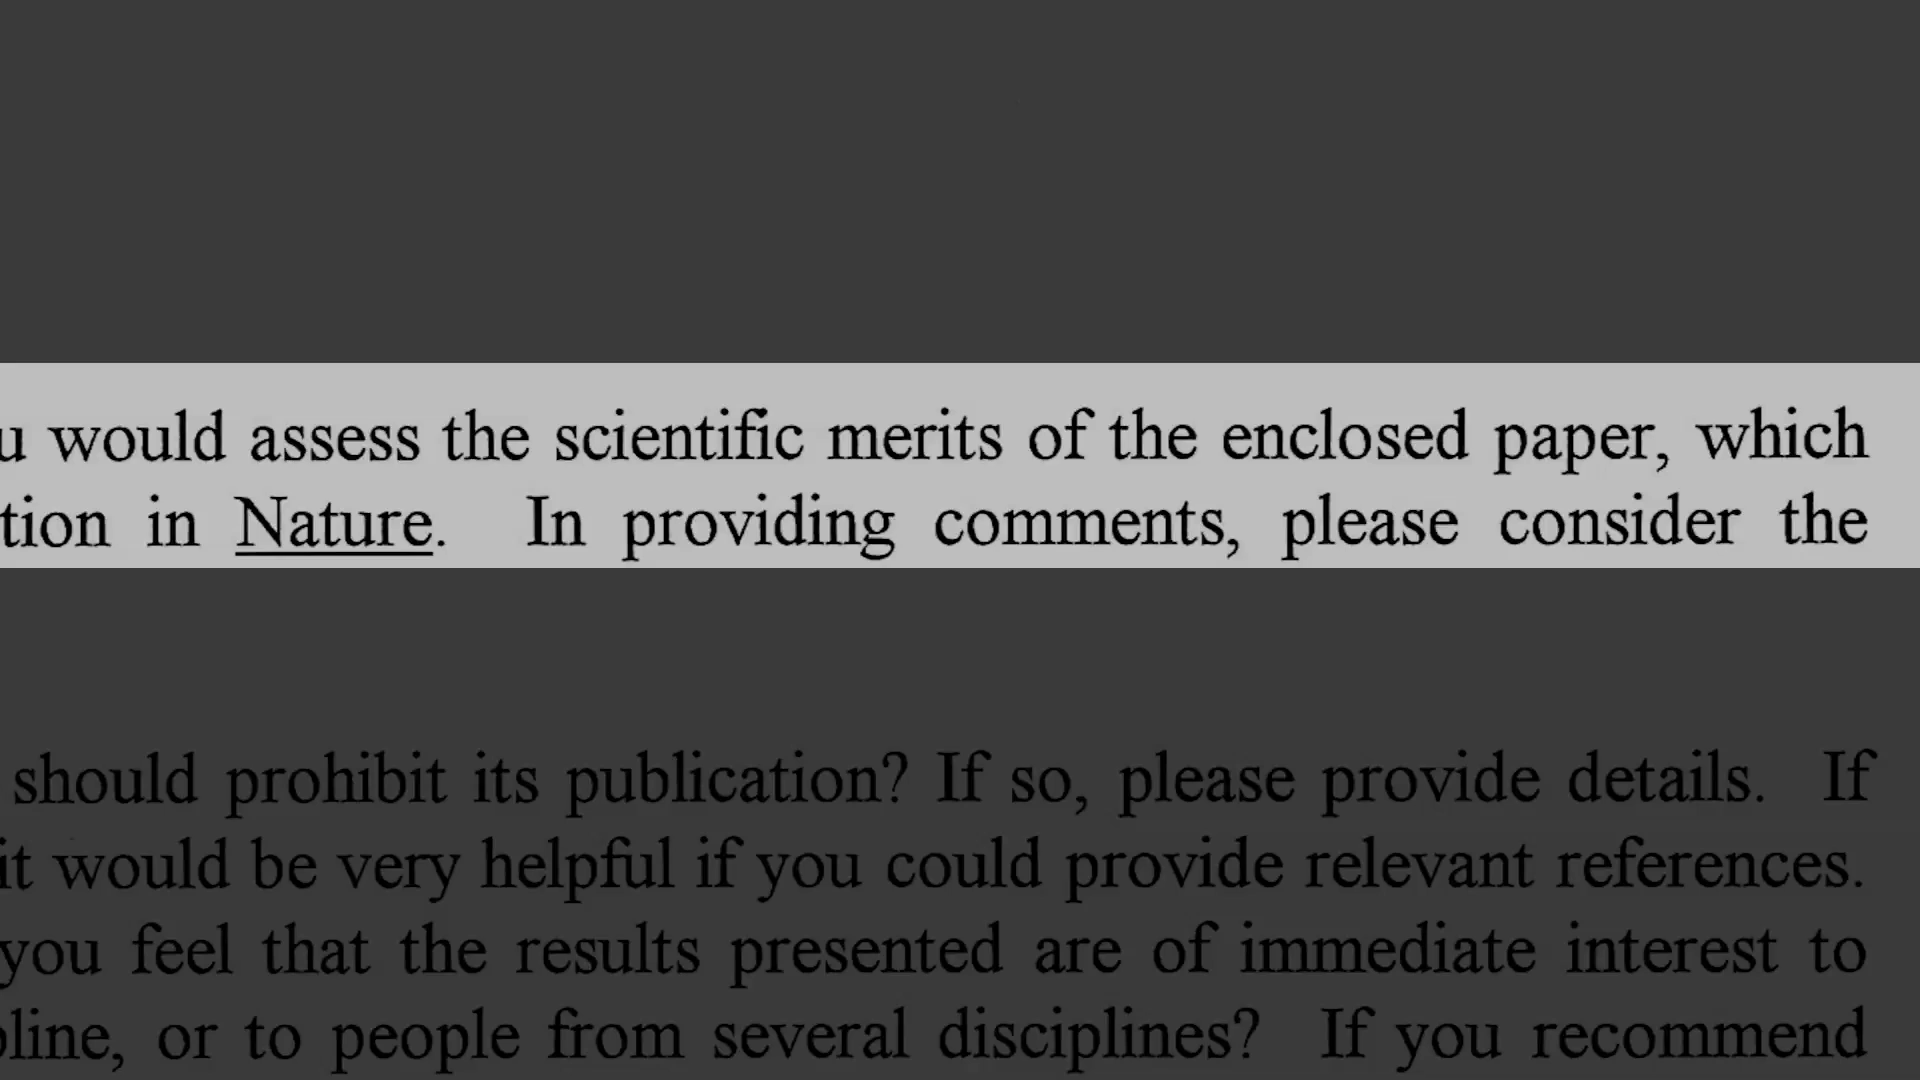 would assess the scientific merits of the enclosed paper, which
in Nature. In providing comments, please consider the
should prohibit its publication? If so, please provide details. If
it would be very helpful if you could provide relevant references.
you feel that the results presented are of immediate interest to
or to people from several disciplines? If you recommend